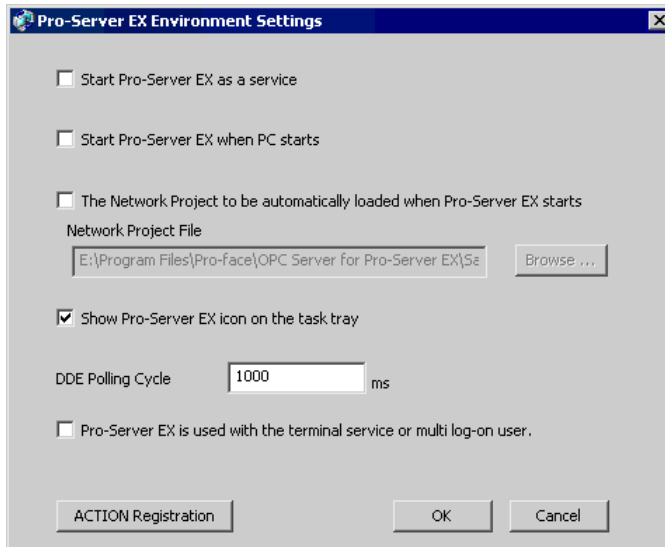 Pro-Server EX Environment Settings
Start Pro-Server EX as a service
Start Pro-Server EX when PC starts
The Network Project to be automatically loaded when Pro-Server EX starts
Network Project File
E:\Program Files\Pro-face\OPC Server for Pro-Server EX\Sa
Browse ...
Show Pro-Server EX icon on the task tray
DDE Polling Cycle 1000 ms
Pro-Server EX is used with the terminal service or multi log-on user.
ACTION Registration OK Cancel